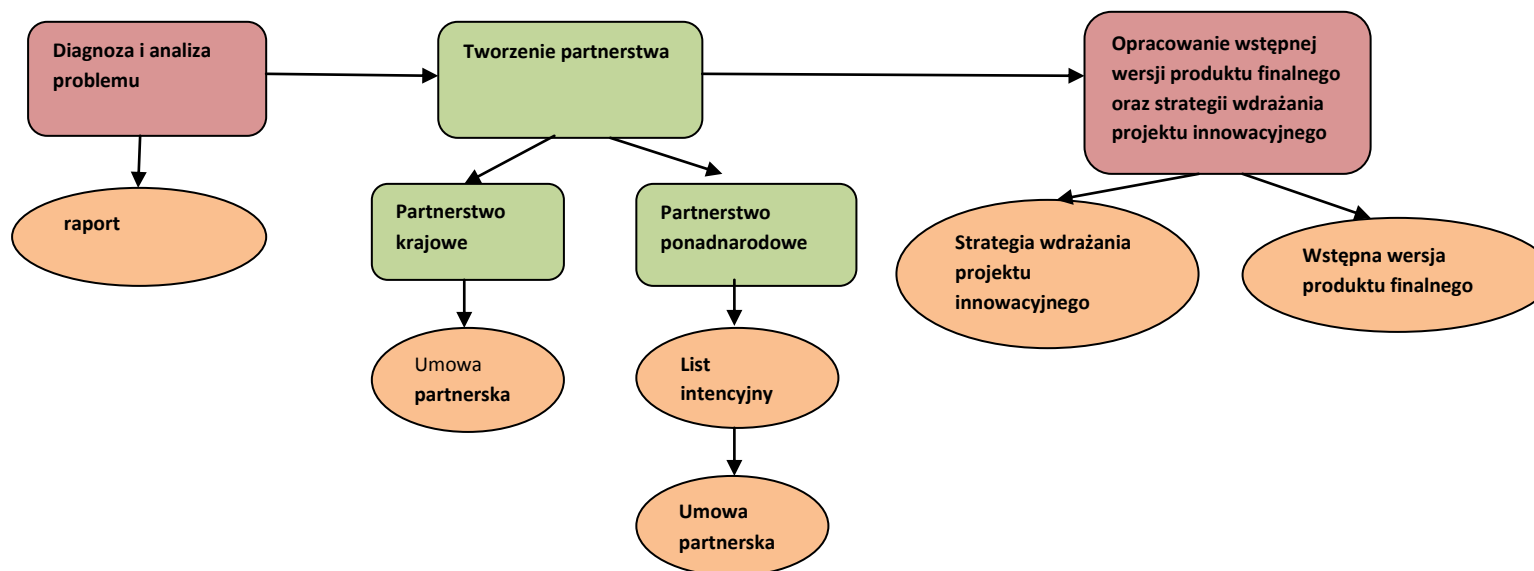 Diagnoza i analiza
problemu
Tworzenie partnerstwa
Opracowanie wstępnej
wersji produktu finalnego
oraz strategii wdrażania
projektu innowacyjnego
raport
Partnerstwo
krajowe
Partnerstwo
ponadnarodowe
Strategia wdrażania
projektu
innowacyjnego
Wstępna wersja
produktu finalnego
Umowa
partnerska
List
intencyjny
Umowa
partnerska